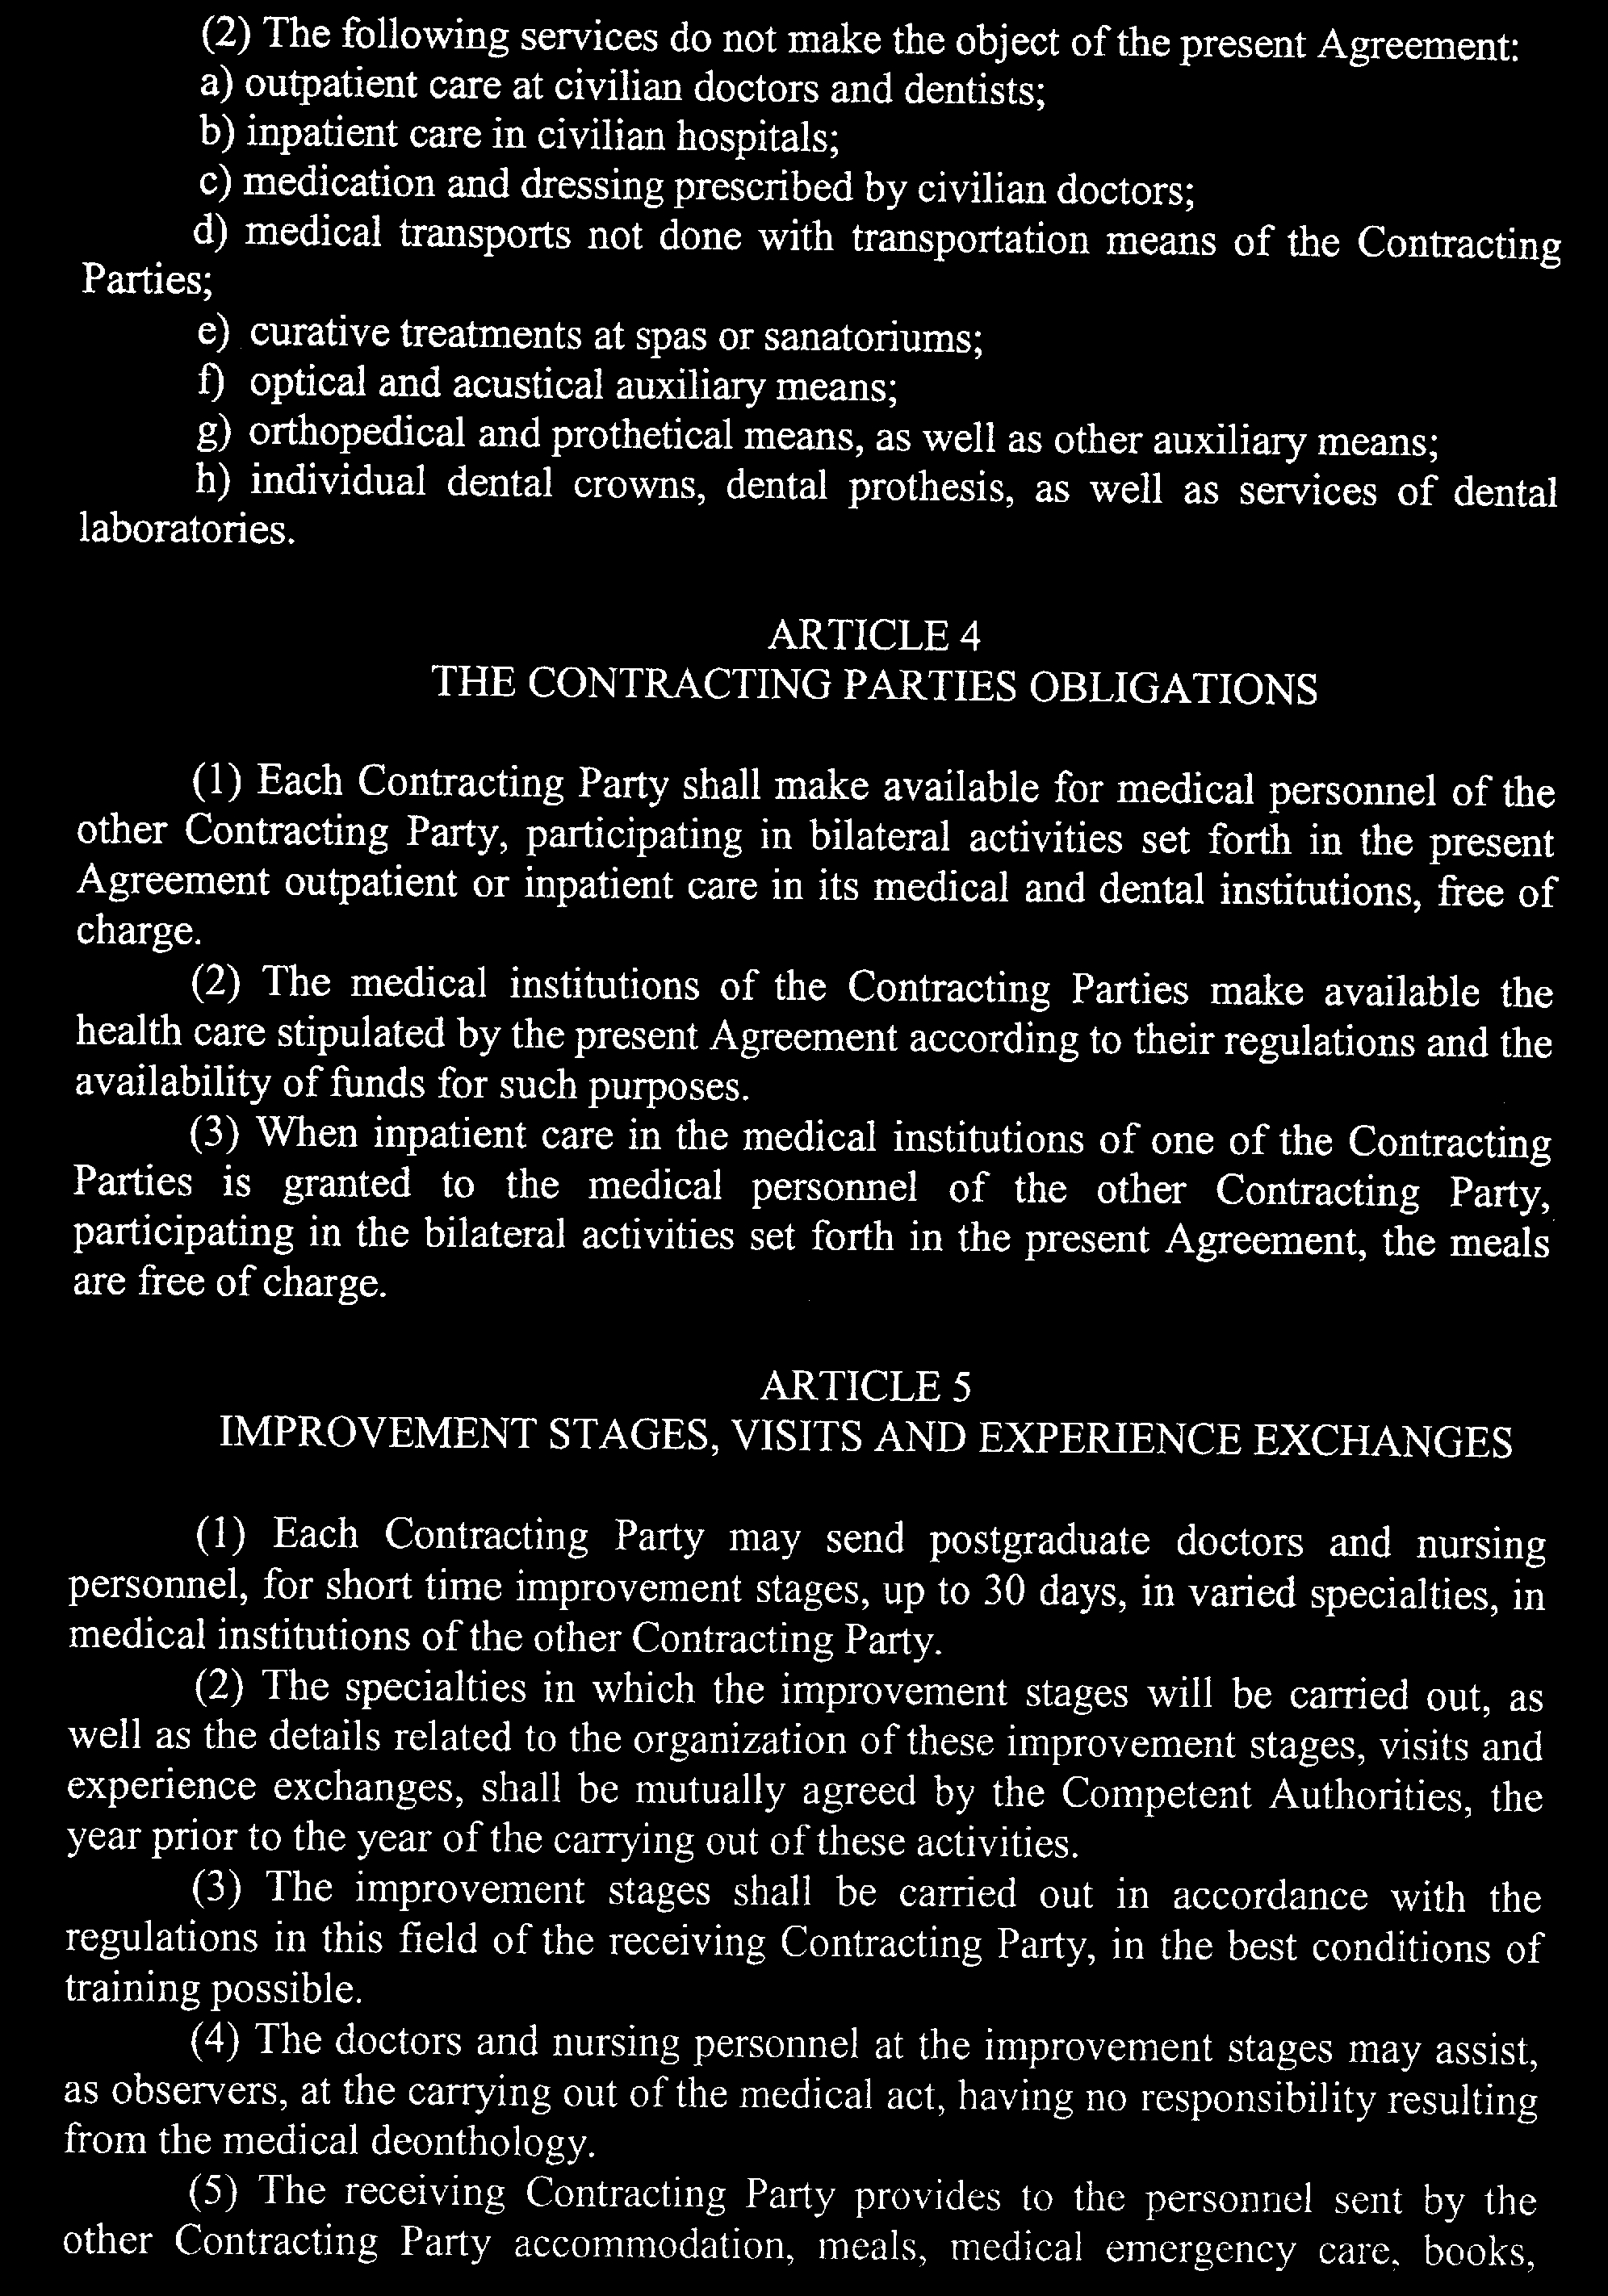 (2) The following services do not make the object of the present Agreement:
a) outpatient care at civilian doctors and dentists;
b) inpatient care in civilian hospitals;
c) medication and dressing prescribed by civilian doctors;
d) medical transports not done with transportation means of the Contracting
Parties;
e) curative treatments at spas or sanatoriums;
f) optical and acustical auxiliary means;
g) orthopedical and prothetical means, as well as other auxiliary means;
h) individual dental crowns, dental prothesis, as well as services of dental
laboratories.
ARTICLE 4
THE CONTRACTING PARTIES OBLIGATIONS
(1) Each Contracting Party shall make available for medical personnel of the
other Contracting Party, participating in bilateral activities set forth in the present
Agreement outpatient or inpatient care in its medical and dental institutions, free of
charge.
(2) The medical institutions of the Contracting Parties make available the
health care stipulated by the present Agreement according to their regulations and the
availability of funds for such purposes.
(3) When inpatient care in the medical institutions of one of the Contracting
Parties is granted to the medical personnel of the other Contracting Party,
participating in the bilateral activities set forth in the present Agreement, the meals
are free of charge.
ARTICLE 5
IMPROVEMENT STAGES, VISITS AND EXPERIENCE EXCHANGES
(1) Each Contracting Party may send postgraduate doctors and nursing
personnel, for short time improvement stages, up to 30 days, in varied specialties, in
medical institutions of the other Contracting Party.
(2) The specialties in which the improvement stages will be carried out, as
well as the details related to the organization of these improvement stages, visits and
experience exchanges, shall be mutually agreed by the Competent Authorities, the
year prior to the year of the carrying out of these activities.
(3) The improvement stages shall be carried out in accordance with the
regulations in this field of the receiving Contracting Party, in the best conditions of
training possible.
(4) The doctors and nursing personnel at the improvement stages may assist,
as observers, at the carrying out of the medical act, having no responsibility resulting
from the medical deonthology.
(5) The receiving Contracting Party provides to the personnel sent by the
other Contracting Party accommodation, meals, medical emergency care, books,